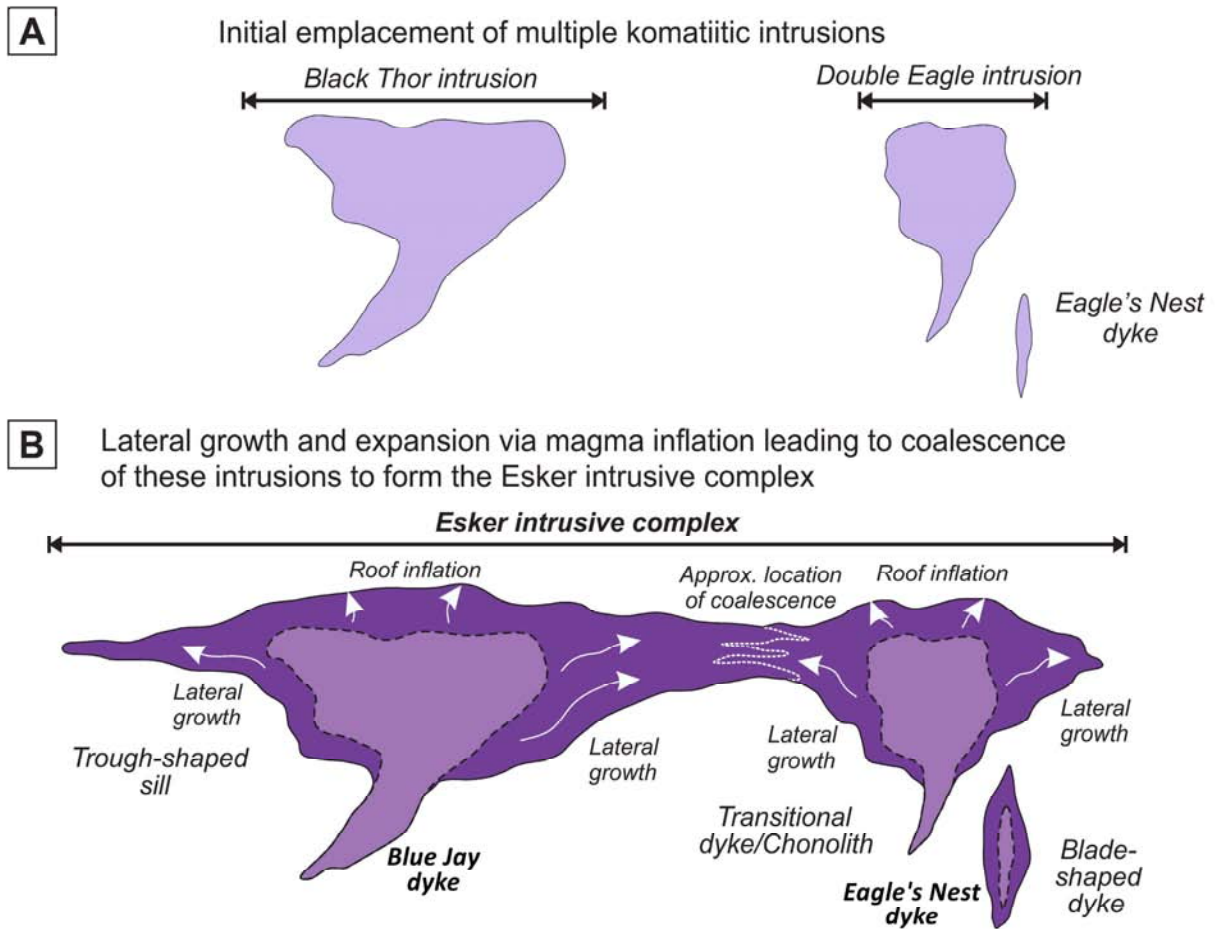 A
Initial emplacement of multiple komatiitic intrusions
Black Thor intrusion
Double Eagle intrusion
Eagle's Nest
dyke
B
Lateral growth and expansion via magma inflation leading to coalescence
of these intrusions to form the Esker intrusive complex
Esker intrusive complex
Roof inflation
Approx. location
of coalescence
Roof inflation
Lateral
growth
Trough-shaped
sill
Lateral
growth
Lateral
growth
Lateral
growth
Blue Jay
dyke
Transitional
dyke/Chonolith
Eagle's Nest
dyke
Blade-
shaped
dyke